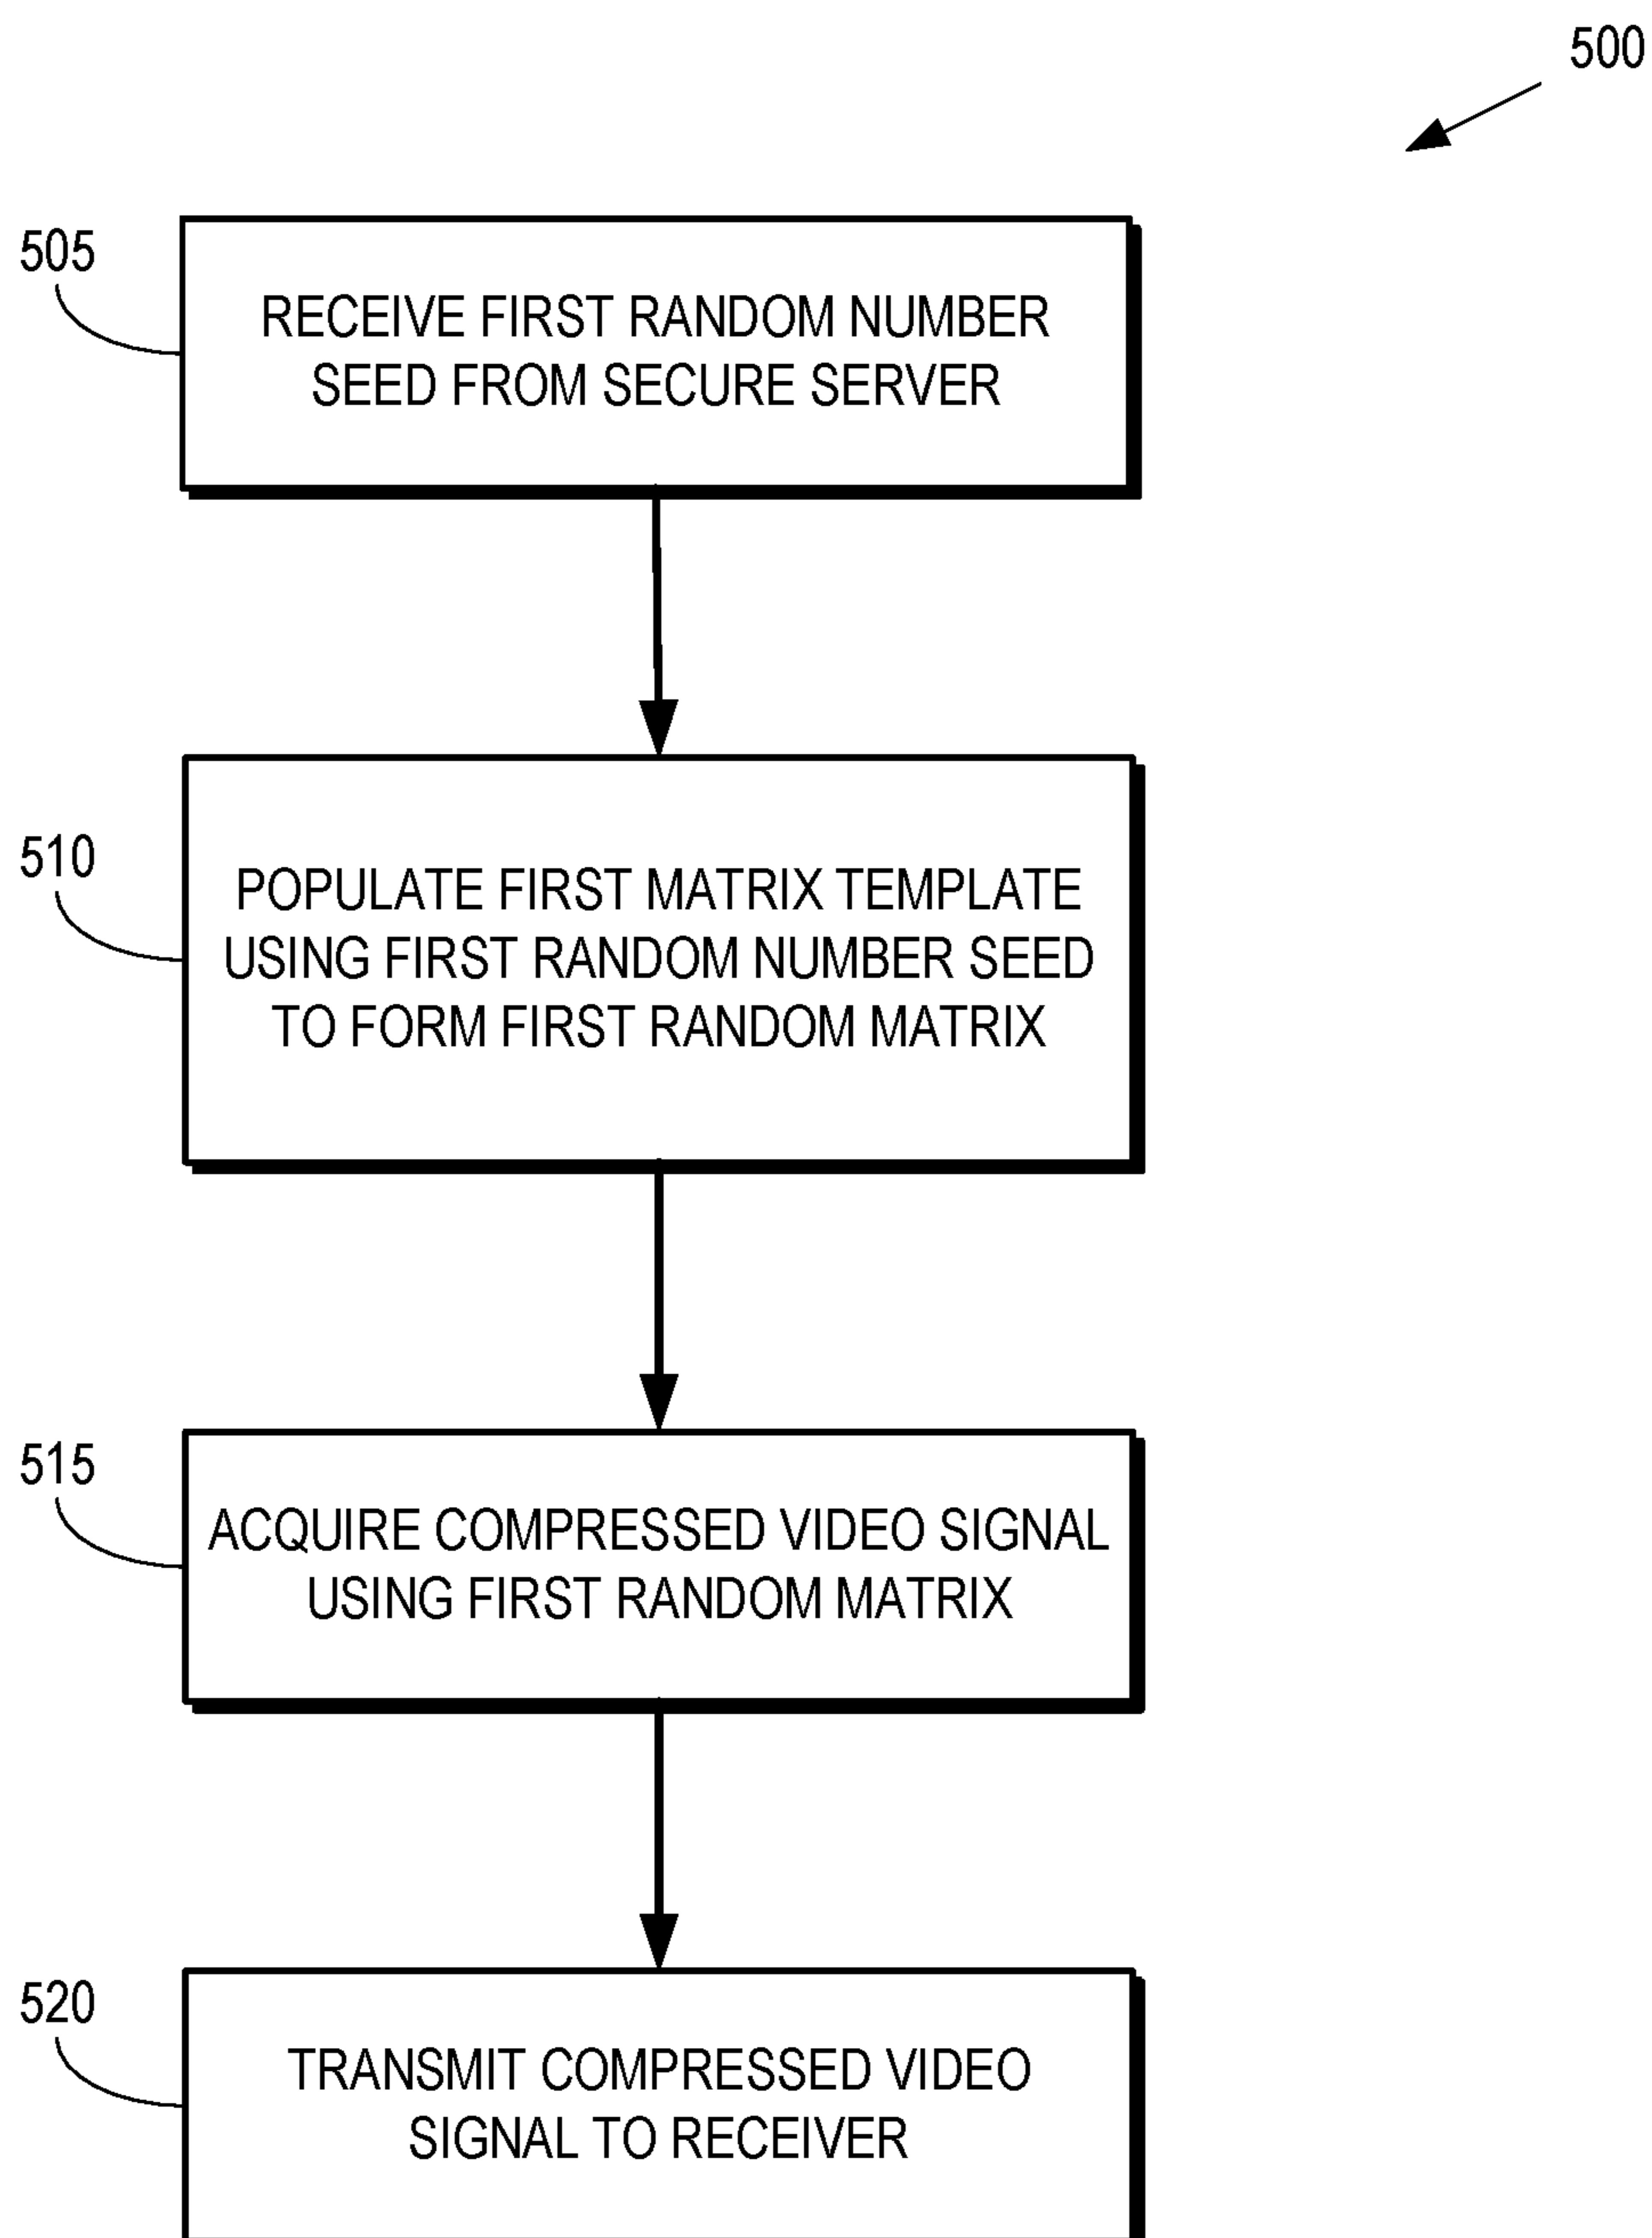 500
505
RECEIVE FIRST RANDOM NUMBER
SEED FROM SECURE SERVER
510
POPULATE FIRST MATRIX TEMPLATE
USING FIRST RANDOM NUMBER SEED
TO FORM FIRST RANDOM MATRIX
515
ACQUIRE COMPRESSED VIDEO SIGNAL
USING FIRST RANDOM MATRIX
520
TRANSMIT COMPRESSED VIDEO
SIGNAL TO RECEIVER